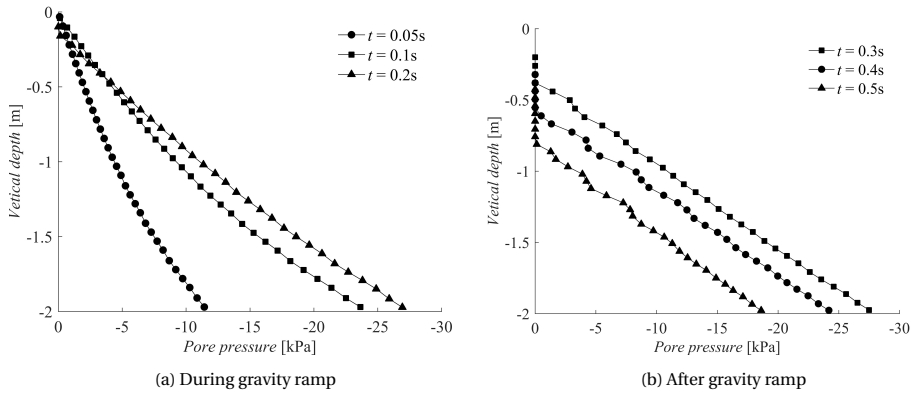 0
-0.5
-1
-1.5
-2
Vetical depth [m]
t = 0.05s
t = 0.1s
t = 0.2s
0 -5 -10 -15 -20 -25 -30
Pore pressure [kPa]
(a) During gravity ramp
0
-0.5
-1
-1.5
-2
Vetical depth [m]
t = 0.3s
t = 0.4s
t = 0.5s
0 -5 -10 -15 -20 -25 -30
Pore pressure [kPa]
(b) After gravity ramp